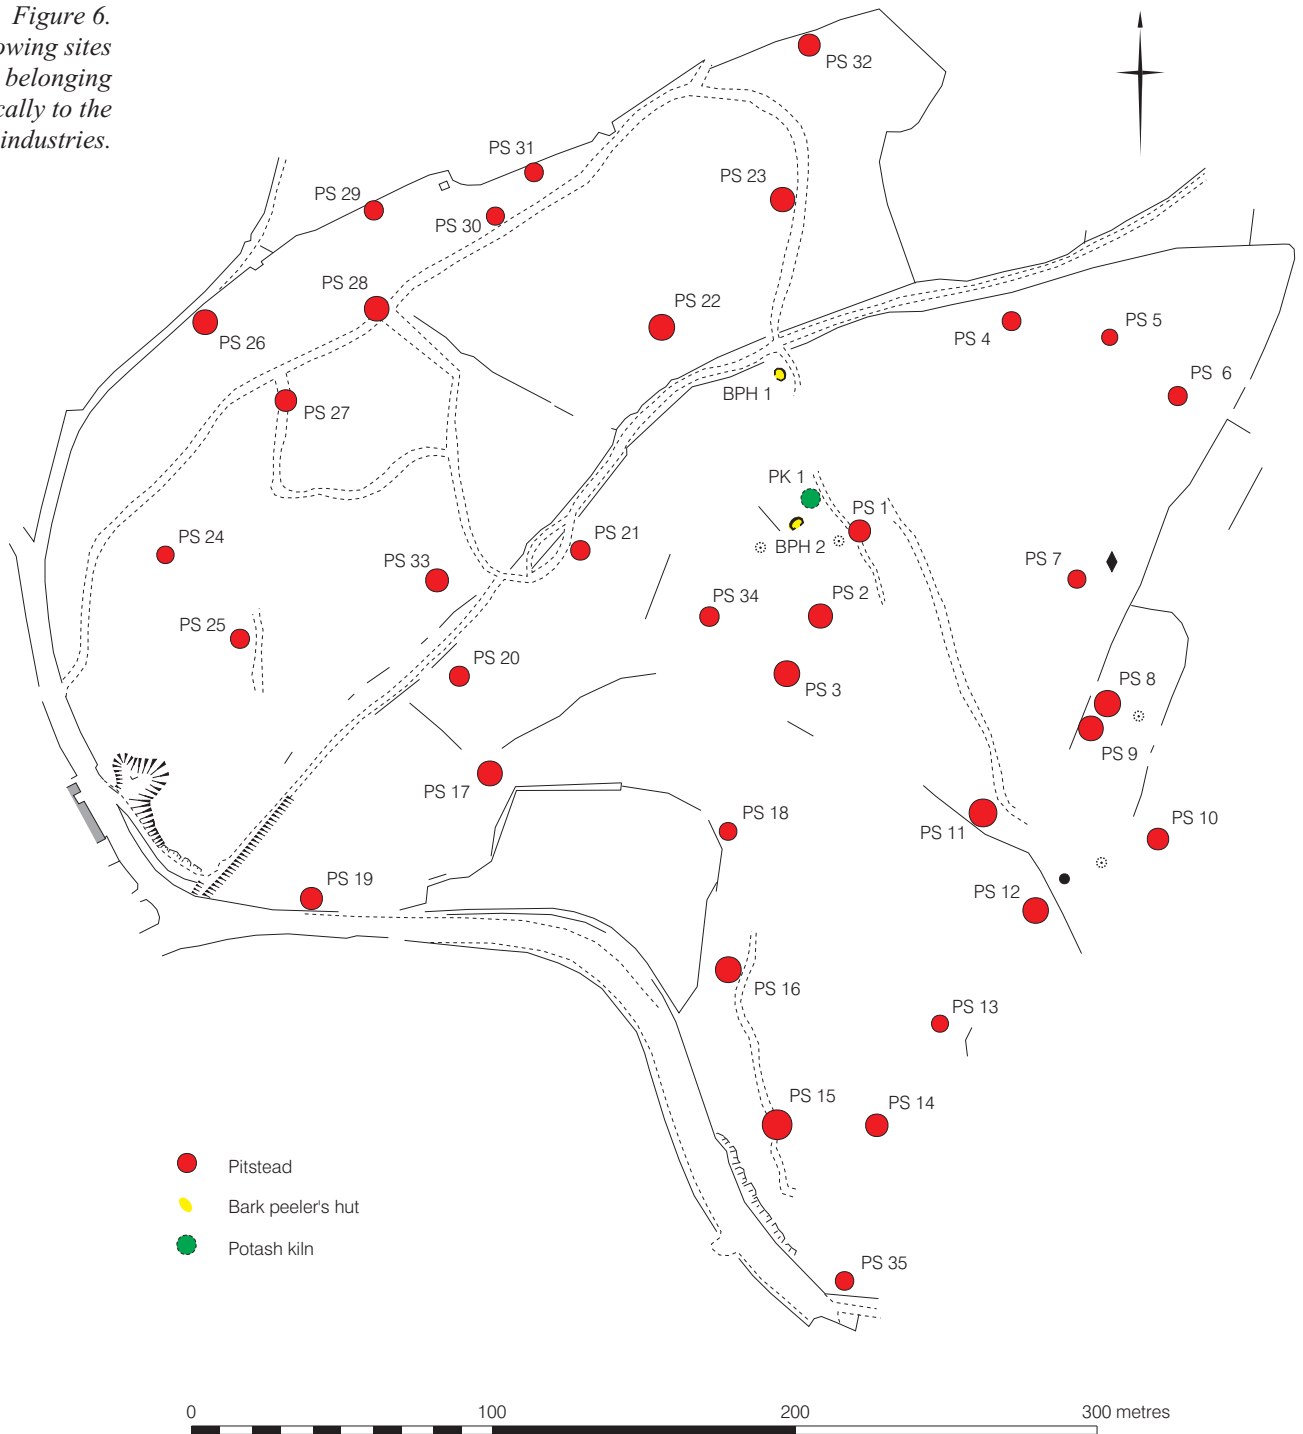 Figure 6.
owing sites
belonging
cally to the
industries.
PS 32
PS 31
PS 29
PS 23
PS 30
PS 28
PS 22
PS 26
PS 4
PS 5
PS 6
BPH 1
PS 27
PK 1
PS 1
PS 24
PS 21
BPH 2
PS 33
PS 7
PS 34
PS 2
PS 25
PS 20
PS 3
PS 8
PS 9
PS 17
PS 18
PS 11
PS 10
PS 19
PS 12
PS 16
PS 13
PS 15
PS 14
Pitstead
Bark peeler's hut
Potash kiln
PS 35
0 100 200 300 metres